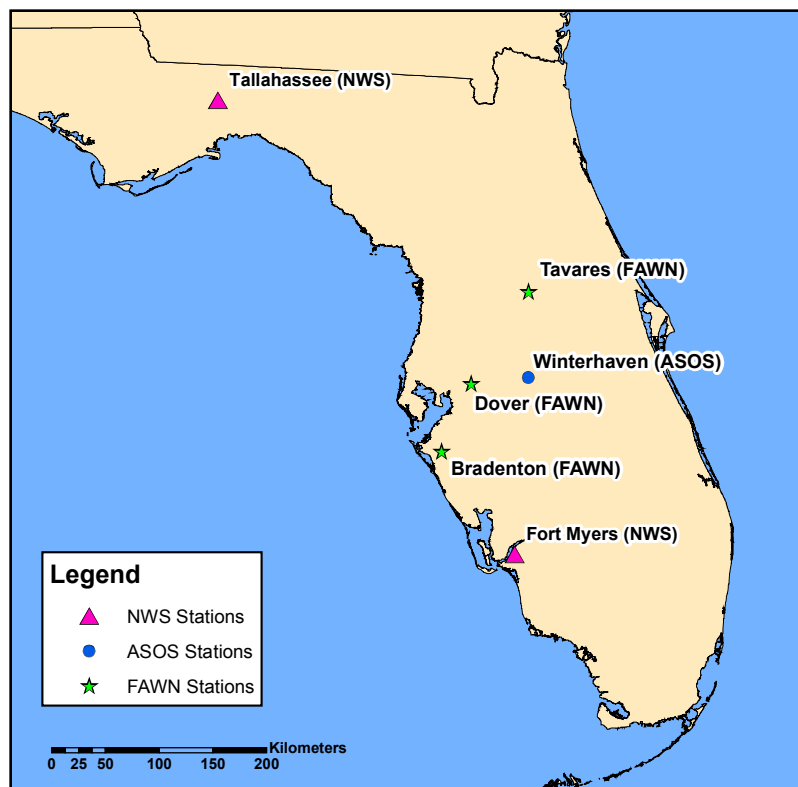 Tallahassee (NWS)
Tavares (FAWN)
Winterhaven (ASOS)
Dover (FAWN)
Bradenton (FAWN)
Fort Myers (NWS)
Legend
NWS Stations
ASOS Stations
FAWN Stations
Kilometers
0 25 50 100 150 200